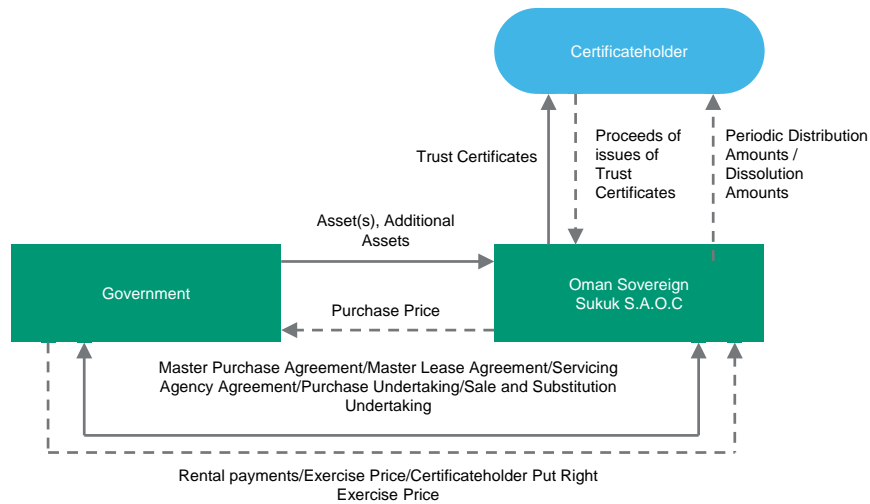 Certificateholder
Trust Certificates
Proceeds of
issues of
Trust
Certificates
Periodic Distribution
Amounts /
Dissolution
Amounts
Asset(s), Additional
Assets
Government
Oman Sovereign
Sukuk S.A.O.C
Purchase Price
Master Purchase Agreement/Master Lease Agreement/Servicing
Agency Agreement/Purchase Undertaking/Sale and Substitution
Undertaking
Rental payments/Exercise Price/Certificateholder Put Right
Exercise Price